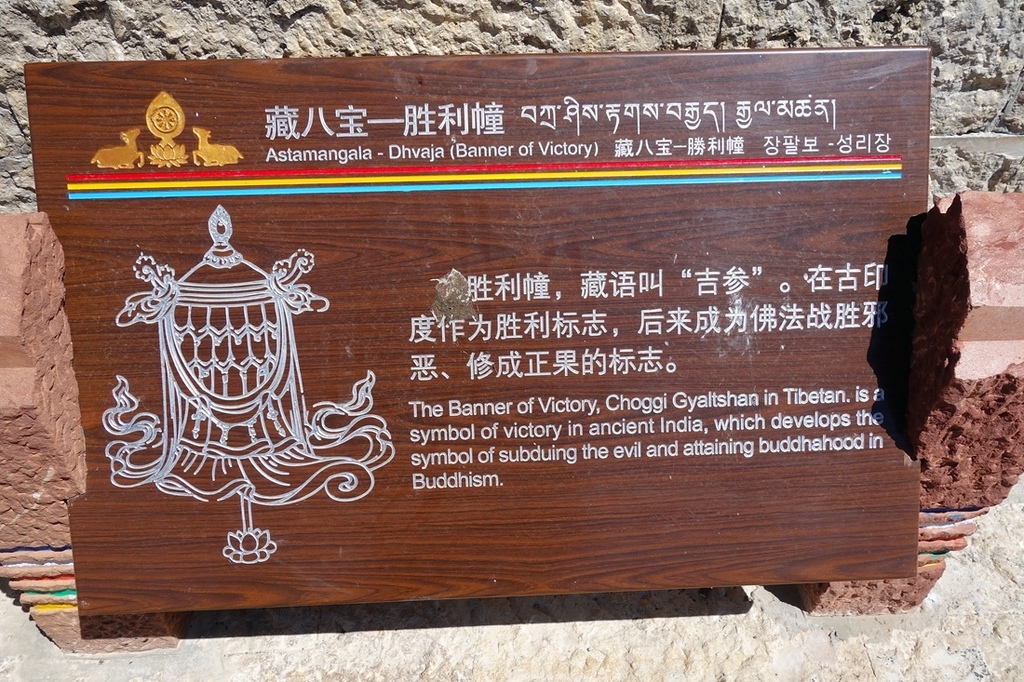 藏八宝—胜利幢 བཀྲ་ཤིས་རྟགས་བརྒྱད། རྒྱལ་མཚན།
Astamangala - Dhvaja (Banner of Victory) 藏八宝—勝利幢 장팔보 -성리장
胜利幢，藏语叫“吉参”。在古印
度作为胜利标志，后来成为佛法战胜邪
恶、修成正果的标志。
The Banner of Victory, Choggi Gyaltshan in Tibetan. is a
symbol of victory in ancient India, which develops the
symbol of subduing the evil and attaining buddhahood in
Buddhism.